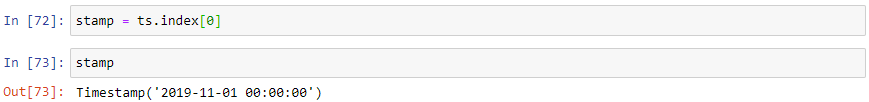 In [72]: stamp = ts.index[0]
In [73]: stamp
Out[73]: Timestamp('2019-11-01 00:00:00')